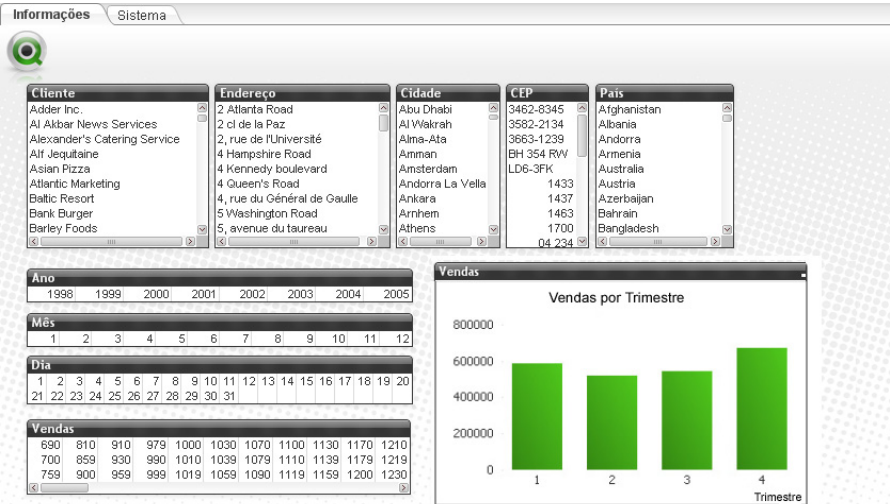 Informações
Sistema
Cliente
Adder Inc.
Al Akbar News Services
Alexander's Catering Service
Alf Jequitaine
Asian Pizza
Atlantic Marketing
Baltic Resort
Bank Burger
Barley Foods
Endereço
2 Atlanta Road
2 cl de la Paz
2, rue de l'Université
4 Hampshire Road
4 Kennedy boulevard
4 Queen's Road
4, rue du Général de Gaulle
5 Washington Road
5, avenue du taureau
Cidade
Abu Dhabi
Al Wakrah
Alma-Ata
Amman
Amsterdam
Andorra La Vella
Ankara
Arnhem
Athens
CEP
3462-8345
3582-2134
3663-1239
BH 354 RW
LD6-3FK
1433
1437
1463
1700
04 234
País
Afghanistan
Albania
Andorra
Armenia
Australia
Austria
Azerbaijan
Bahrain
Bangladesh
Ano
1998 1999 2000 2001 2002 2003 2004 2005
Mês
1 2 3 4 5 6 7 8 9 10 11 12
Dia
1 2 3 4 5 6 7 8 9 10 11 12 13 14 15 16 17 18 19 20
21 22 23 24 25 26 27 28 29 30 31
Vendas
690 810 910 979 1000 1030 1070 1100 1130 1170 1210
700 859 930 990 1010 1039 1079 1110 1139 1179 1219
759 900 959 999 1019 1059 1090 1119 1159 1200 1230
Vendas
Vendas por Trimestre
800000
600000
400000
200000
0
1 2 3 4
Trimestre